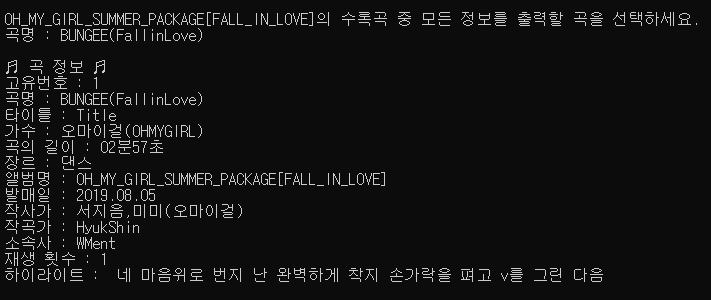 OH_MY_GIRL_SUMMER_PACKAGE[FALL_IN_LOVE]의 수록곡 중 모든 정보를 출력할 곡을 선택하세요.
곡명 : BUNGEE(FallinLove)
♬ 곡 정보 ♬
고유번호 : 1
곡명 : BUNGEE(FallinLove)
타이틀 : Title
가수 : 오마이걸(OHMYGIRL)
곡의 길이 : 02분57초
장르 : 댄스
앨범명 : OH_MY_GIRL_SUMMER_PACKAGE[FALL_IN_LOVE]
발매일 : 2019.08.05
작사가 : 서지음,미미(오마이걸)
작곡가 : HyukShin
소속사 : WMent
재생 횟수 : 1
하이라이트 :  네 마음위로 번지 난 완벽하게 착지 손가락을 펴고 v를 그린 다음